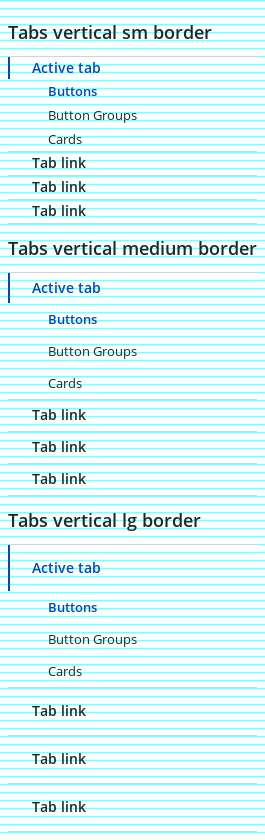 Tabs vertical sm border
Active tab
Buttons
Button Groups
Cards
Tab link
Tab link
Tab link
Tabs vertical medium border
Active tab
Buttons
Button Groups
Cards
Tab link
Tab link
Tab link
Tabs vertical lg border
Active tab
Buttons
Button Groups
Cards
Tab link
Tab link
Tab link